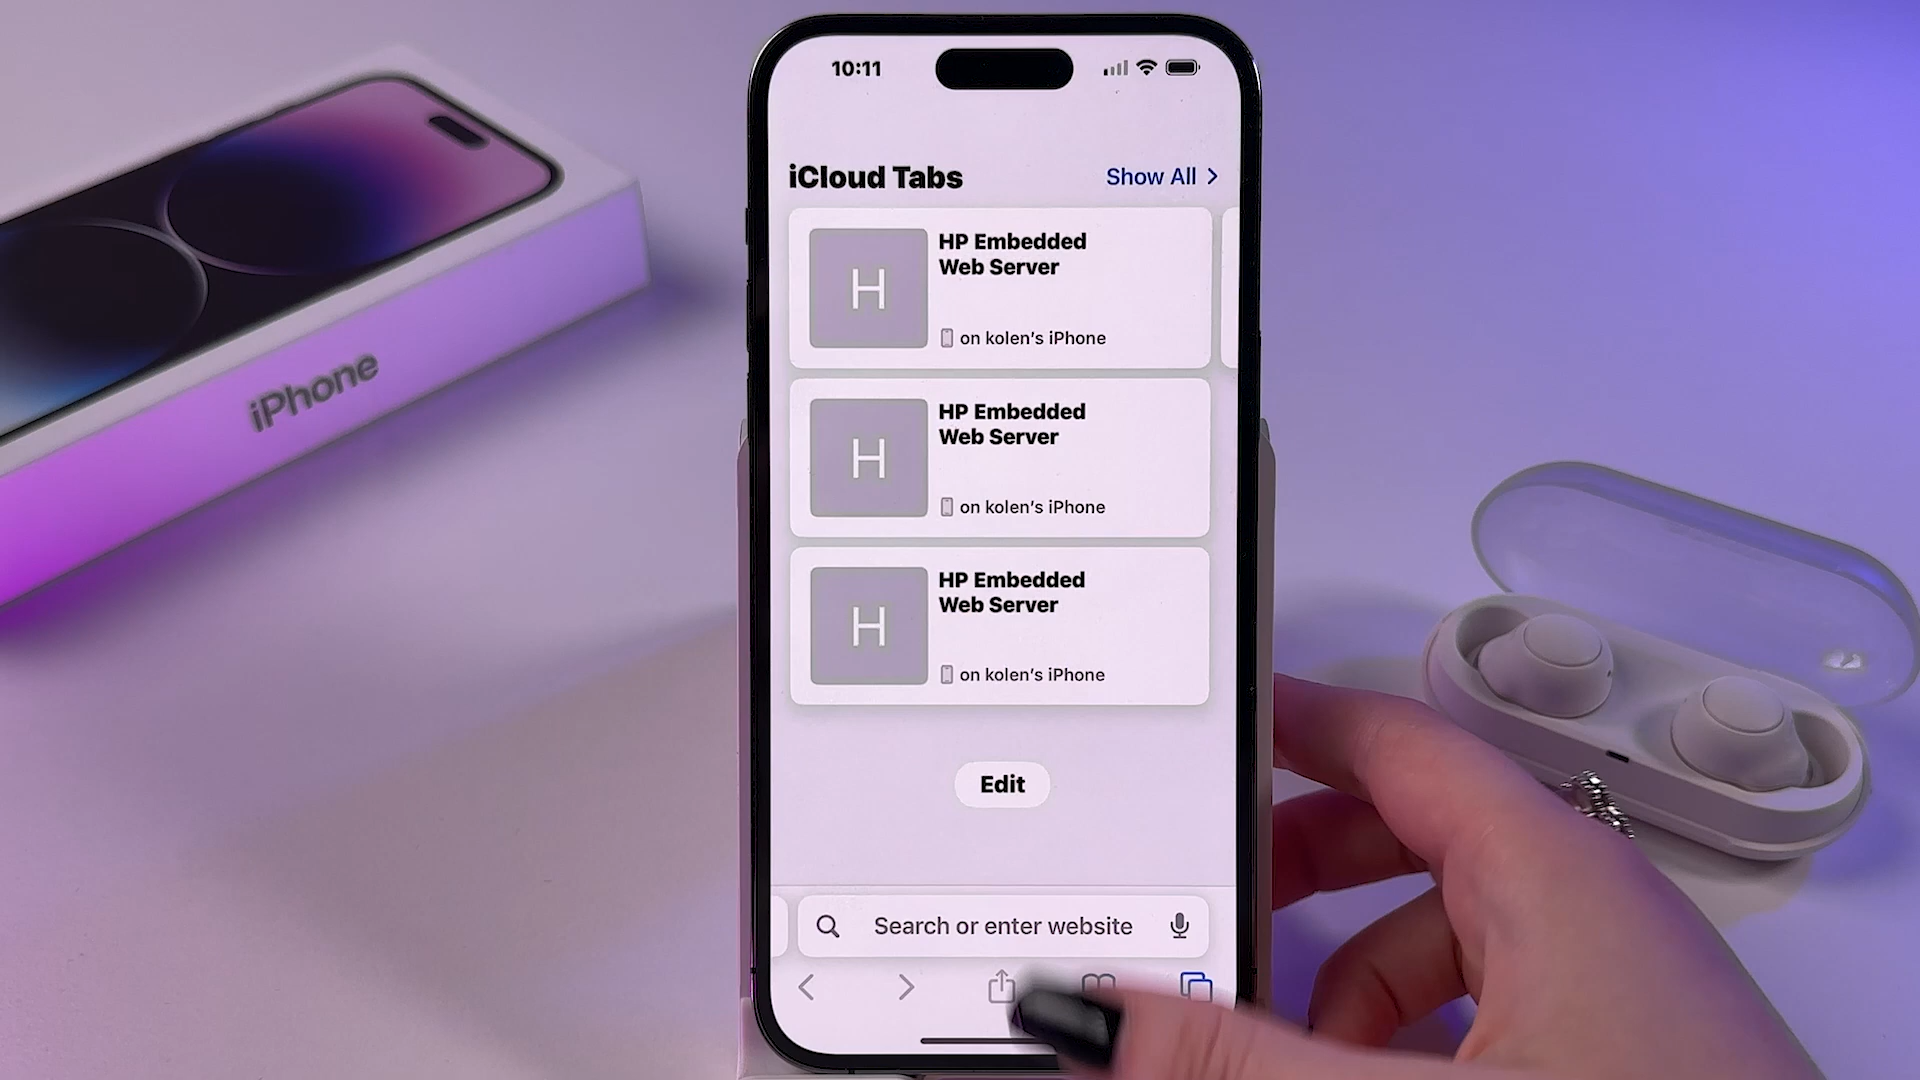 iPhone
10:11
iCloud Tabs
Show All
H
HP Embedded
Web Server
on kolen's iPhone
H
HP Embedded
Web Server
on kolen's iPhone
H
HP Embedded
Web Server
on kolen's iPhone
Edit
Search or enter website